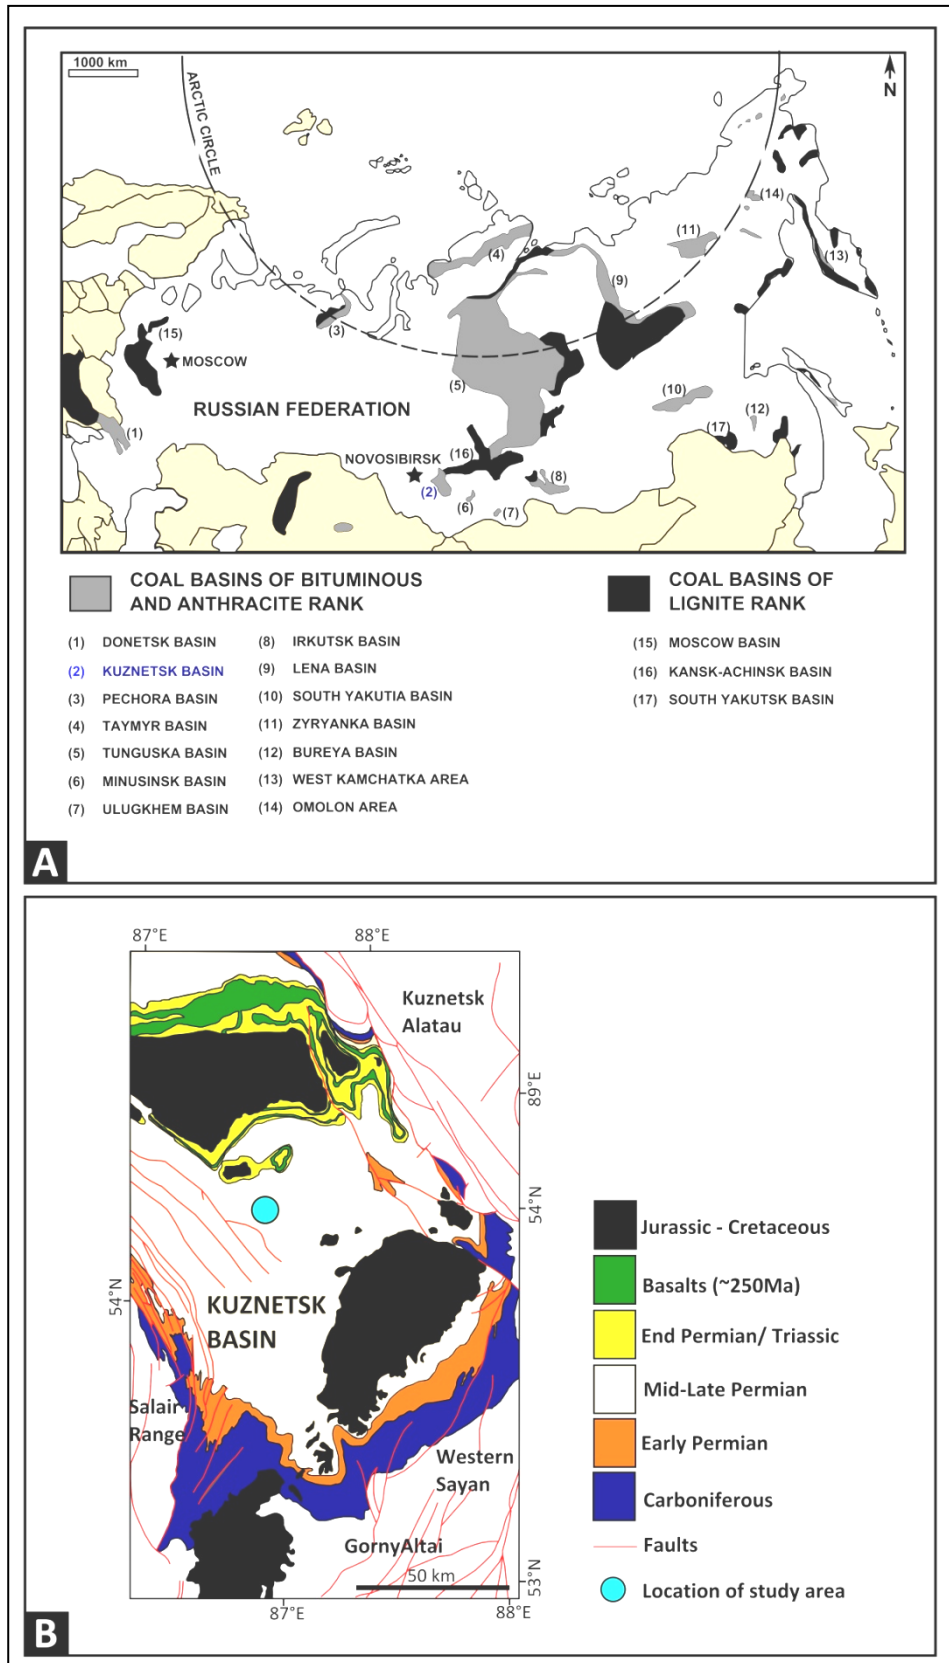 1000 km
ARCTIC CIRCLE
N
(14)
(11)
(13)
(4)
(9)
(3)
(15)
MOSCOW
(5)
(10)
RUSSIAN FEDERATION
(12)
(1)
(17)
NOVOSIBIRSK
(16)
(2)
(8)
(6)
(7)
COAL BASINS OF BITUMINOUS
AND ANTHRACITE RANK
(1) DONETSK BASIN
(2) KUZNETSK BASIN
(3) PECHORA BASIN
(4) TAYMYR BASIN
(5) TUNGUSKA BASIN
(6) MINUSINSK BASIN
(7) ULUGKHEM BASIN
(8) IRKUTSK BASIN
(9) LENA BASIN
(10) SOUTH YAKUTIA BASIN
(11) ZYRYANKA BASIN
(12) BUREYA BASIN
(13) WEST KAMCHATKA AREA
(14) OMOLON AREA
COAL BASINS OF
LIGNITE RANK
(15) MOSCOW BASIN
(16) KANSK-ACHINSK BASIN
(17) SOUTH YAKUTSK BASIN
A
87°E
88°E
Kuznetsk
Alatau
89°E
54°N
54°N
KUZNETSK
BASIN
Salair
Range
Western
Sayan
GornyAltai
50 km
53°N
87°E
88°E
Jurassic - Cretaceous
Basalts (~250Ma)
End Permian/ Triassic
Mid-Late Permian
Early Permian
Carboniferous
Faults
Location of study area
B